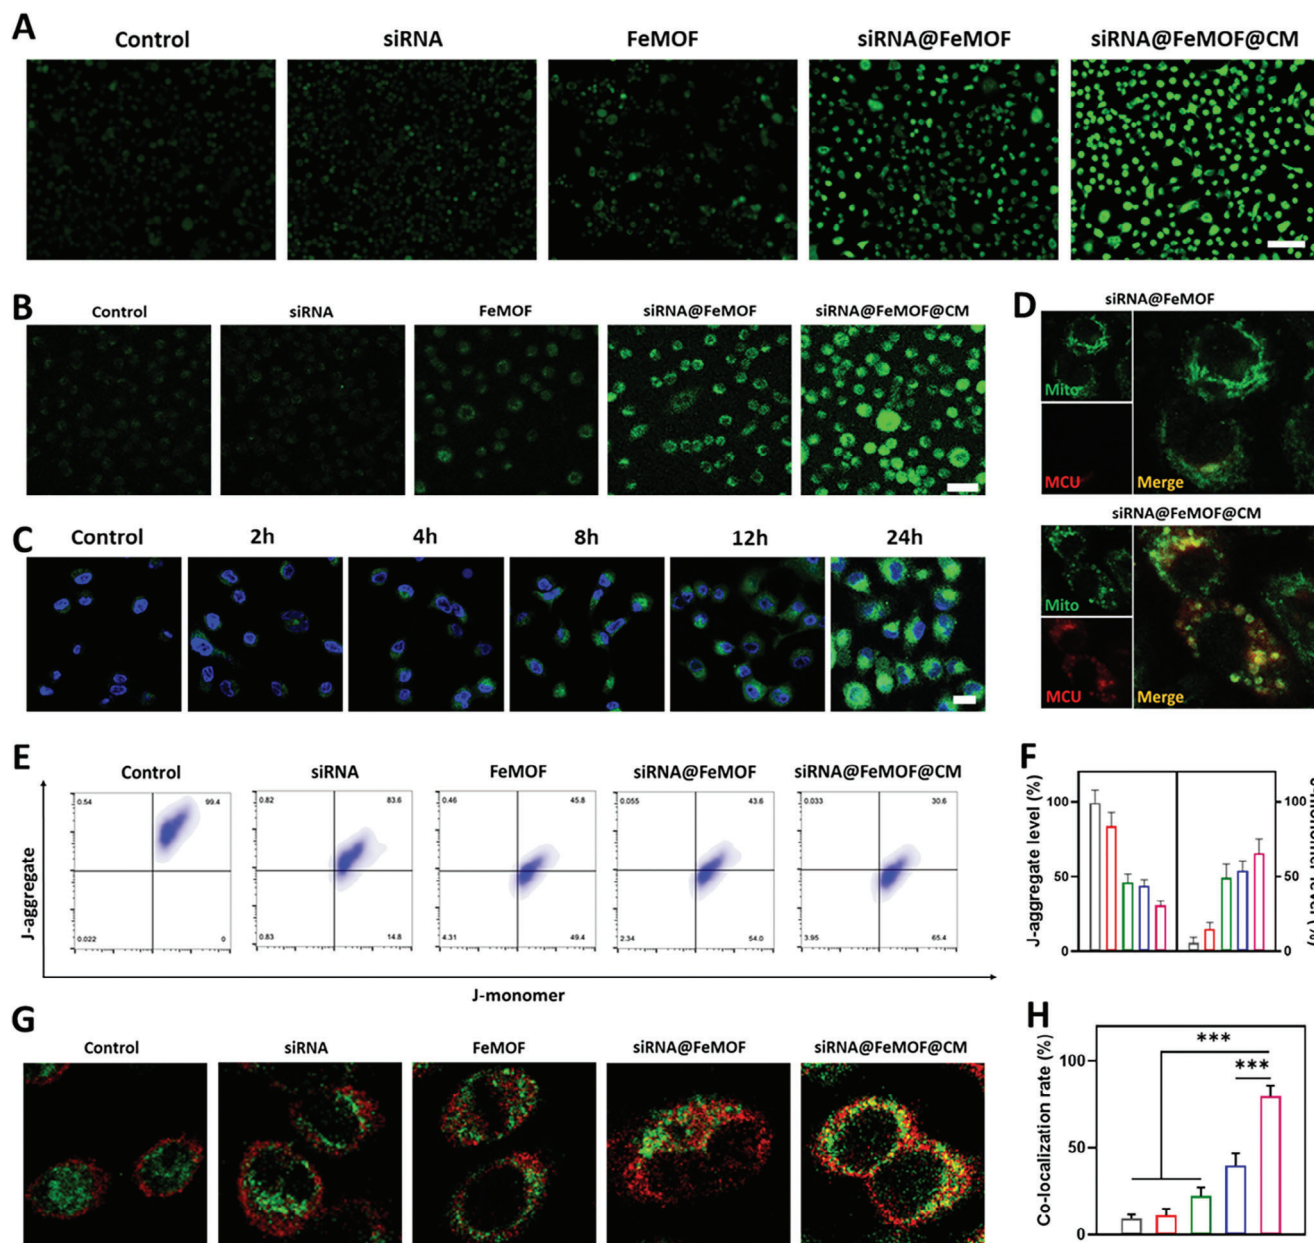 A
Control siRNA FeMOF siRNA@FeMOF siRNA@FeMOF@CM
B
Control siRNA FeMOF siRNA@FeMOF siRNA@FeMOF@CM
C
Control 2h 4h 8h 12h 24h
D
siRNA@FeMOF
Mito
MCU Merge
siRNA@FeMOF@CM
Mito
MCU Merge
E
Control siRNA FeMOF siRNA@FeMOF siRNA@FeMOF@CM
0.54 99.4 0.82 83.6 0.46 45.8 0.055 43.6 0.033 30.6
J-aggregate
0.022 0 0.83 14.8 4.31 49.4 2.34 54.0 3.95 65.4
J-monomer
F
J-aggregate level (%)
100 100
50 50
0 0
G
Control siRNA FeMOF siRNA@FeMOF siRNA@FeMOF@CM
H
Co-localization rate (%)
***
***
100
50
0